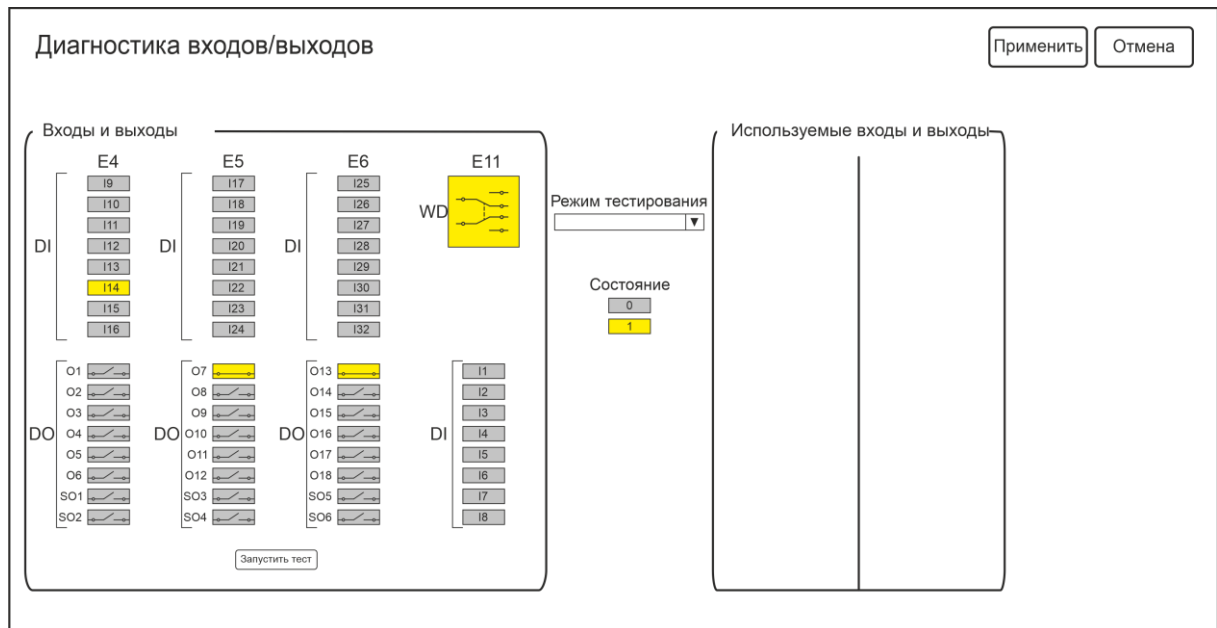 Диагностика входов/выходов
Применить
Отмена
Входы и выходы
E4
E5
E6
E11
DI
I9
I10
I11
I12
I13
I14
I15
I16
DI
I17
I18
I19
I20
I21
I22
I23
I24
DI
I25
I26
I27
I28
I29
I30
I31
I32
WD
DO
O1
O2
O3
O4
O5
O6
SO1
SO2
DO
O7
O8
O9
O10
O11
O12
SO3
SO4
DO
O13
O14
O15
O16
O17
O18
SO5
SO6
DI
I1
I2
I3
I4
I5
I6
I7
I8
Запустить тест
Режим тестирования
Состояние
0
1
Используемые входы и выходы